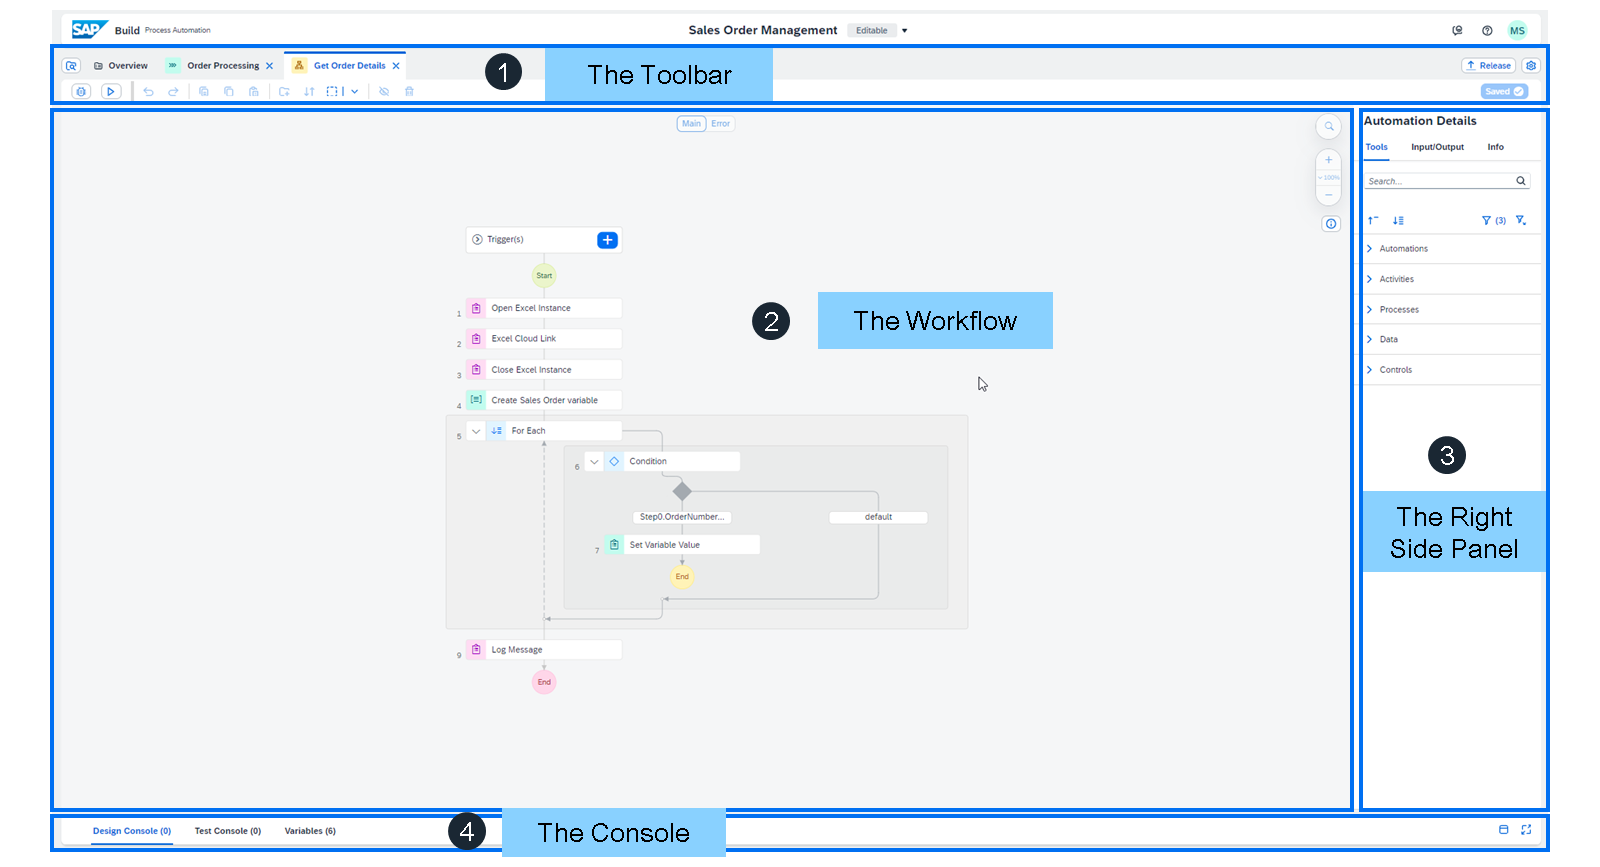 SAP Build Process Automation
Sales Order Management Editable
MS
Overview Order Processing Get Order Details
1 The Toolbar
Release
Saved
Main Error
100%
Trigger(s)
Start
1 Open Excel Instance
2 Excel Cloud Link
3 Close Excel Instance
4 Create Sales Order variable
5 For Each
6 Condition
Step0.OrderNumber... default
7 Set Variable Value
End
9 Log Message
End
2 The Workflow
Automation Details
Tools Input/Output Info
Search...
(3)
Automations
Activities
Processes
Data
Controls
3
The Right
Side Panel
Design Console (0) Test Console (0) Variables (6)
4 The Console